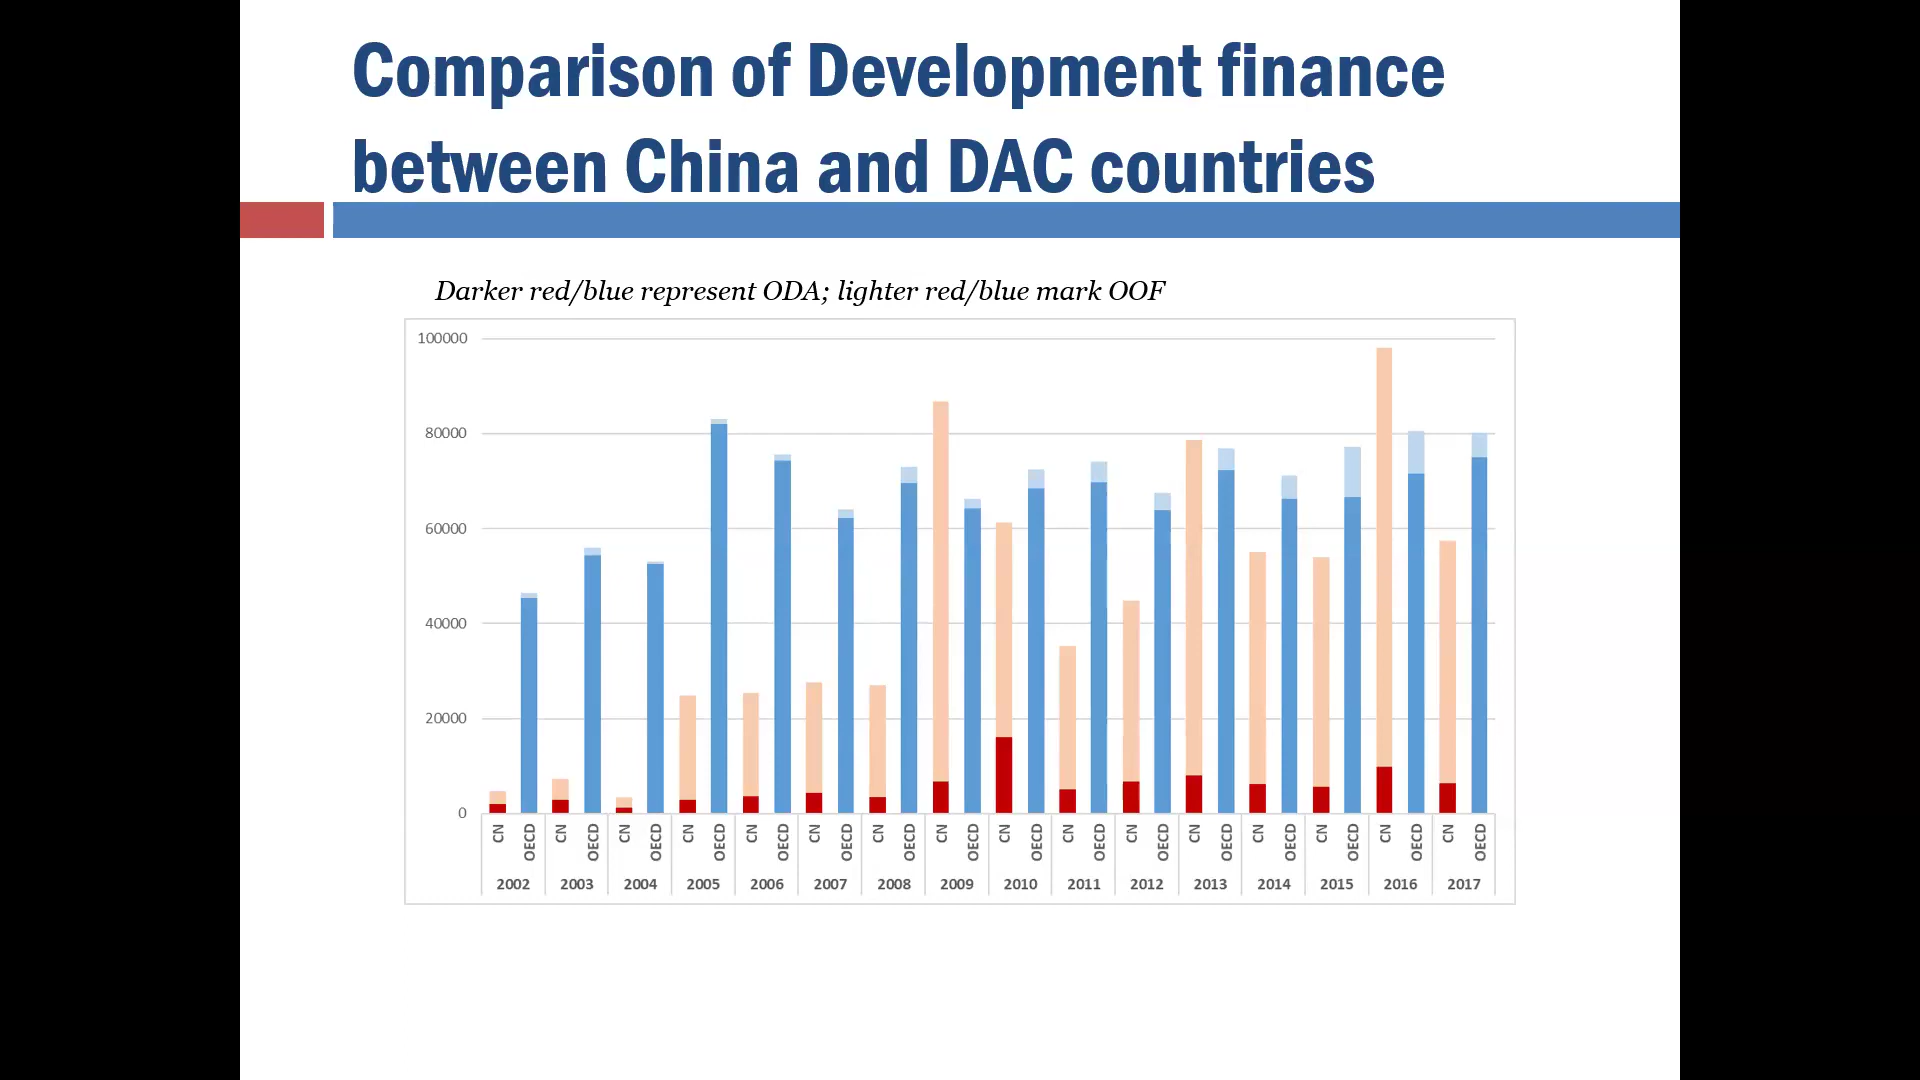 Comparison of Development finance
between China and DAC countries
Darker red/blue represent ODA; lighter red/blue mark OOF
100000
80000
60000
40000
20000
0
CN OECD CN OECD CN OECD CN OECD CN OECD CN OECD CN OECD CN OECD CN OECD CN OECD CN OECD CN OECD CN OECD CN OECD CN OECD CN OECD
2002 2003 2004 2005 2006 2007 2008 2009 2010 2011 2012 2013 2014 2015 2016 2017